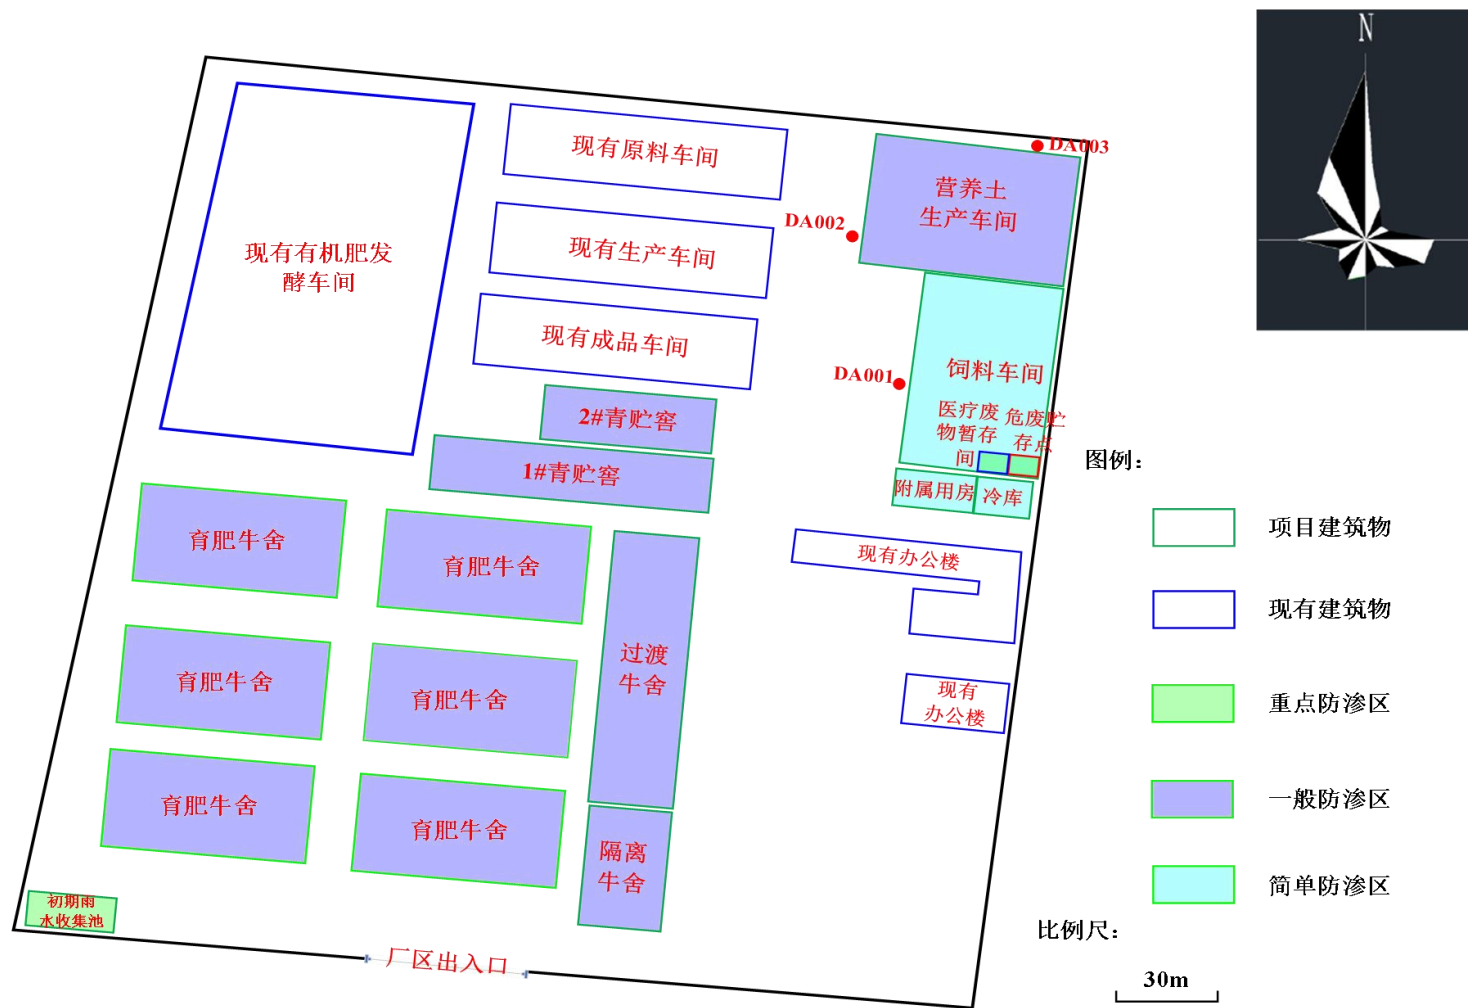 N
DA003
现有原料车间
营养土
生产车间
DA002
现有生产车间
现有有机肥发
酵车间
现有成品车间
饲料车间
DA001
医疗废
物暂存
间
危废贮
存点
2#青贮窖
1#青贮窖
附属用房
冷库
图例：
项目建筑物
现有建筑物
重点防渗区
一般防渗区
简单防渗区
育肥牛舍
育肥牛舍
现有办公楼
过渡
牛舍
育肥牛舍
育肥牛舍
现有
办公楼
育肥牛舍
育肥牛舍
隔离
牛舍
初期雨
水收集池
厂区出入口
比例尺：
30m